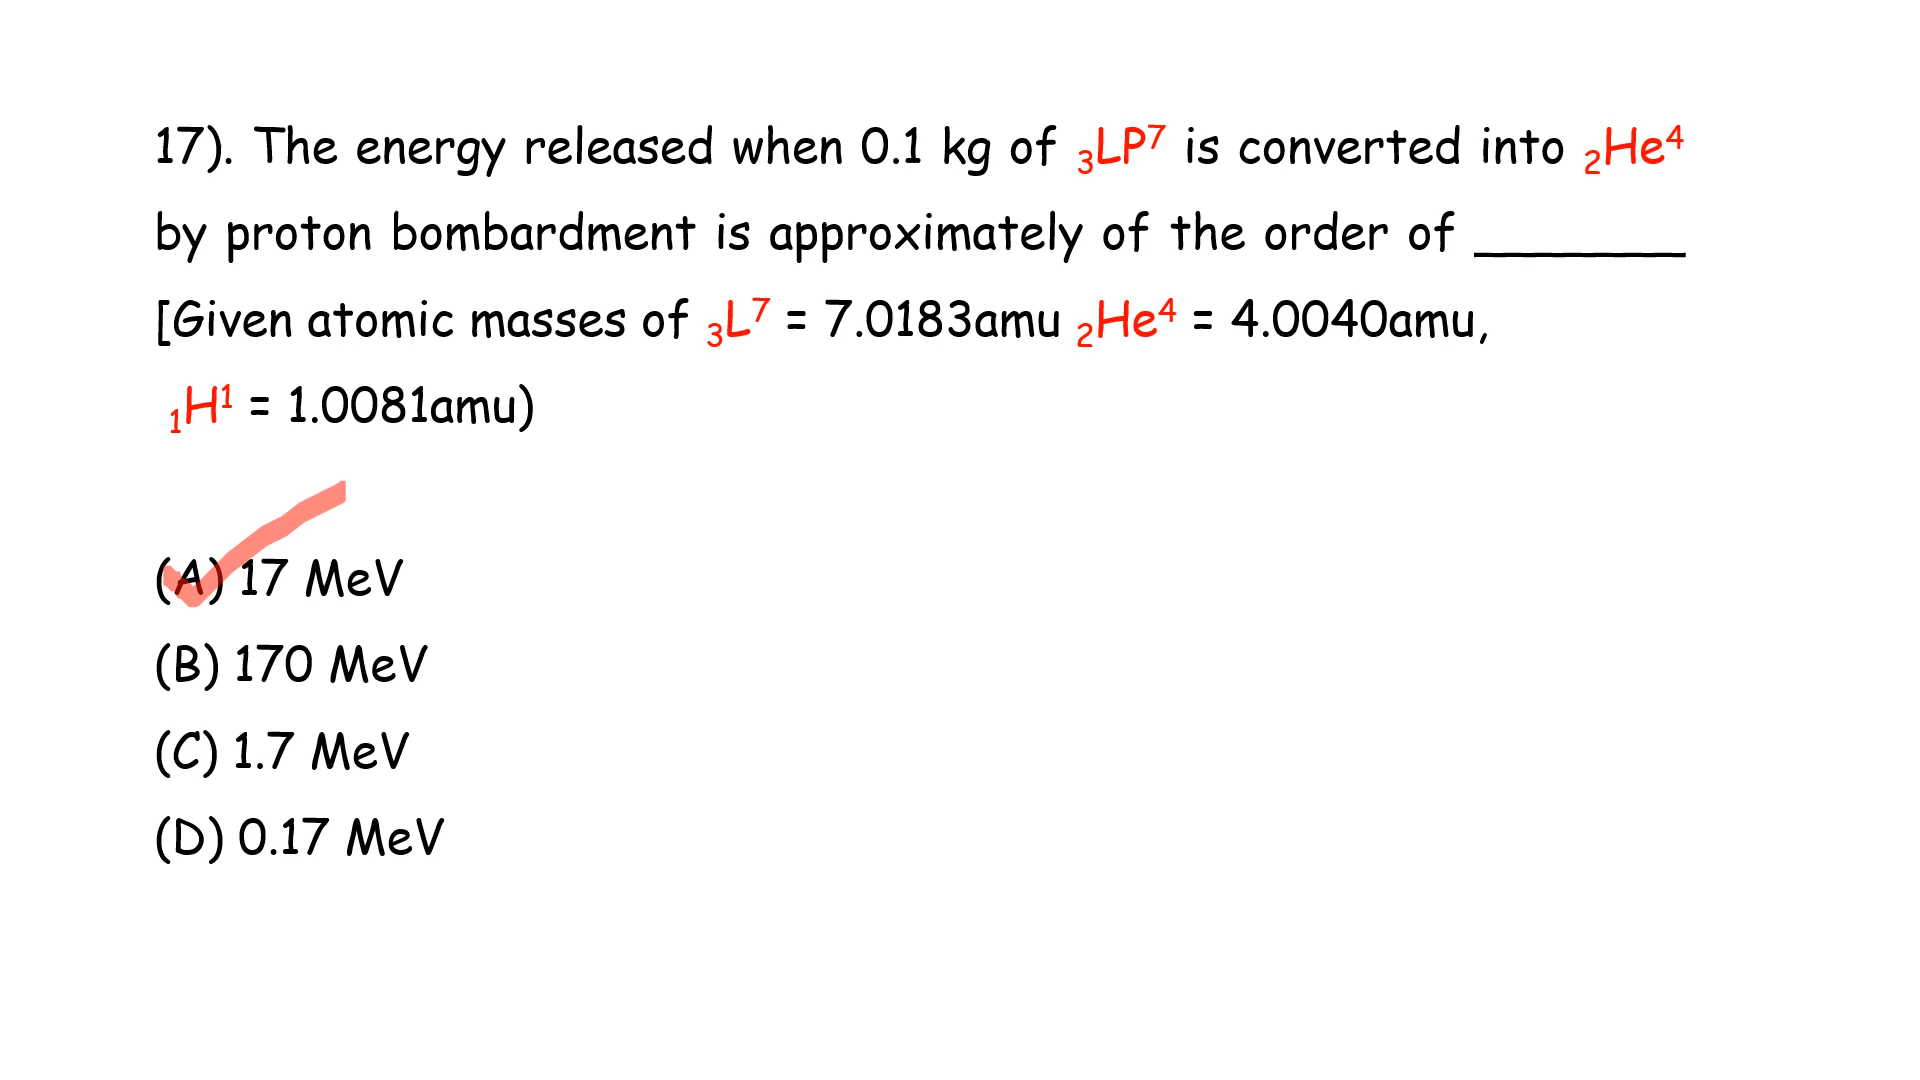 17). The energy released when 0.1 kg of ₃LP⁷ is converted into ₂He⁴
by proton bombardment is approximately of the order of ________
[Given atomic masses of ₃L⁷ = 7.0183amu ₂He⁴ = 4.0040amu,
₁H¹ = 1.0081amu)
(A) 17 MeV
(B) 170 MeV
(C) 1.7 MeV
(D) 0.17 MeV